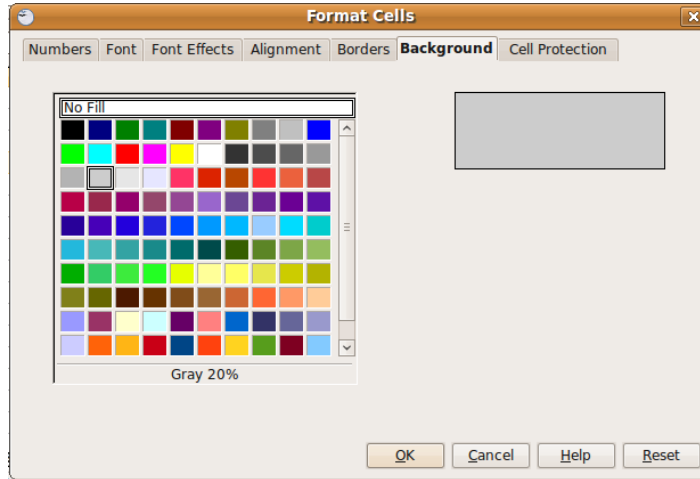 Format Cells
Numbers Font Font Effects Alignment Borders Background Cell Protection
No Fill
Gray 20%
OK Cancel Help Reset